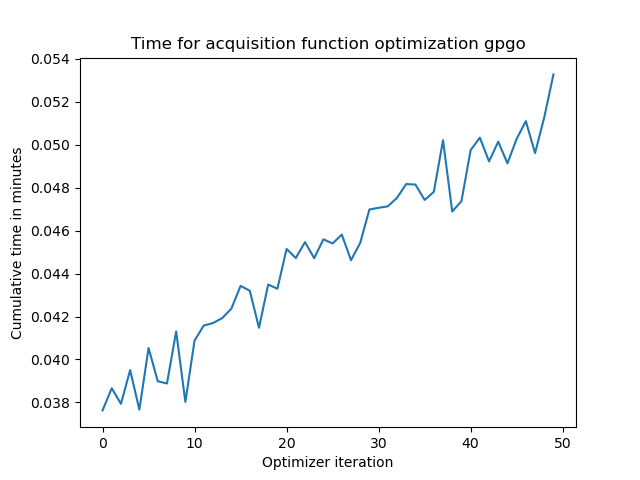 Time for acquisition function optimization gpgo
0.054
0.052
0.050
0.048
0.046
0.044
0.042
0.040
0.038
Cumulative time in minutes
0 10 20 30 40 50
Optimizer iteration